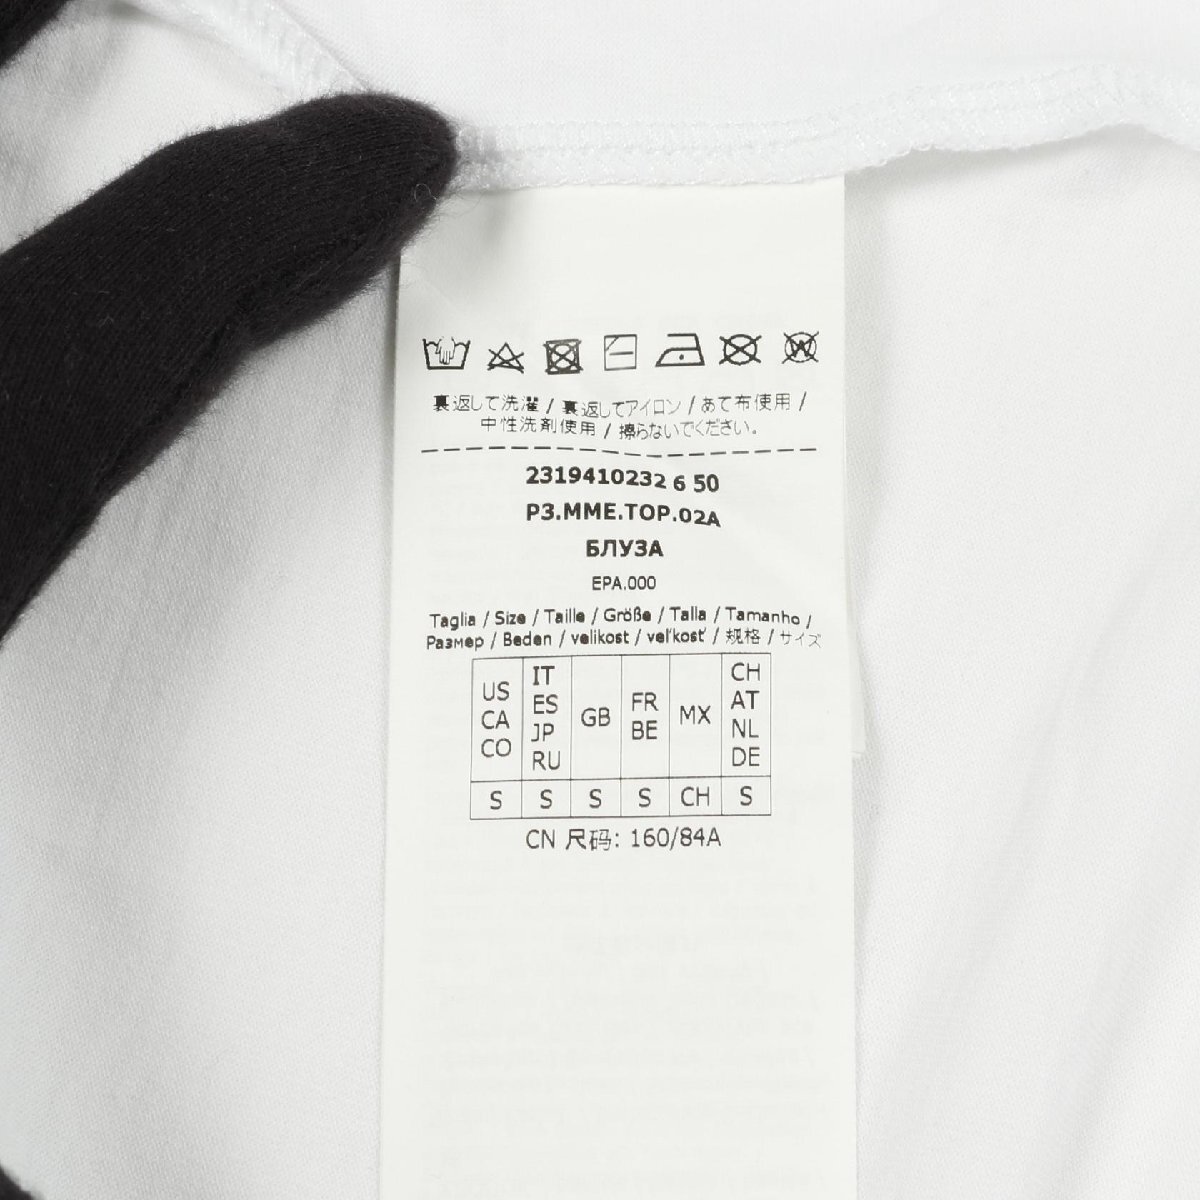 裏返して洗濯 / 裏返してアイロン / あて布使用 /
中性洗剤使用 / 擦らないでください。
2319410232 6 50
P3.MME.TOP.02A
БЛУЗА
EPA.000
Taglia / Size / Taille / Größe / Talla / Tamanho /
Размер / Beden / velikost / veľkosť / 规格 / サイズ
US CA CO IT ES JP RU GB FR BE MX CH AT NL DE
S S S S CH S
CN 尺码: 160/84A